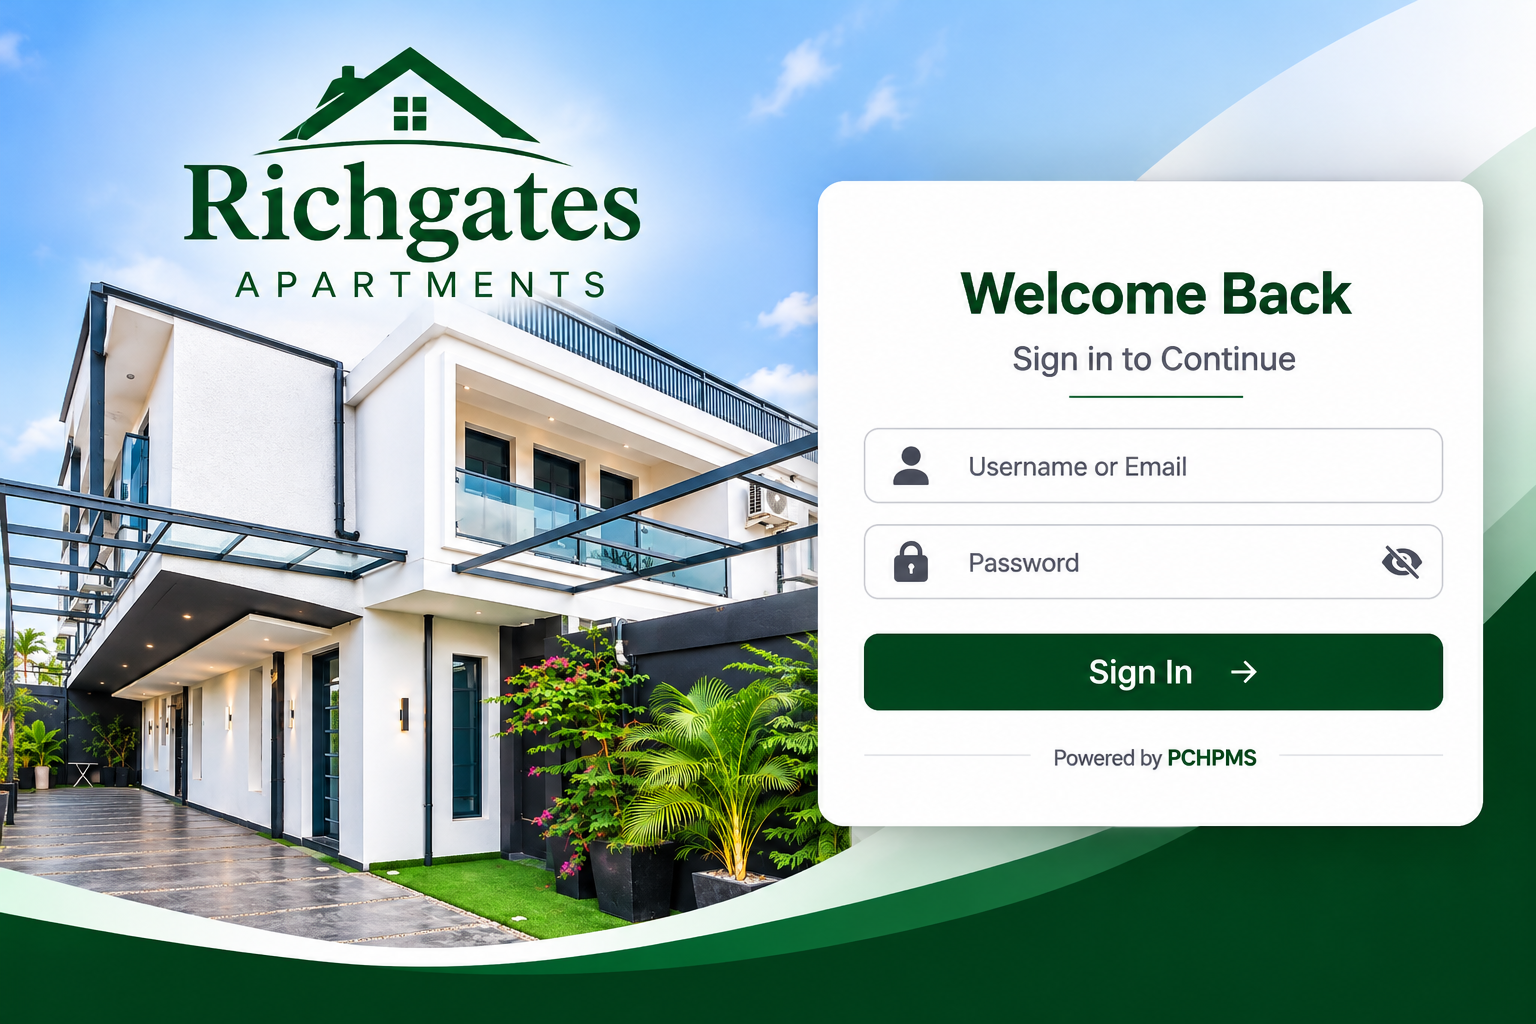 Richgates
APARTMENTS
Welcome Back
Sign in to Continue
Username or Email
Password
Sign In →
Powered by PCHPMS